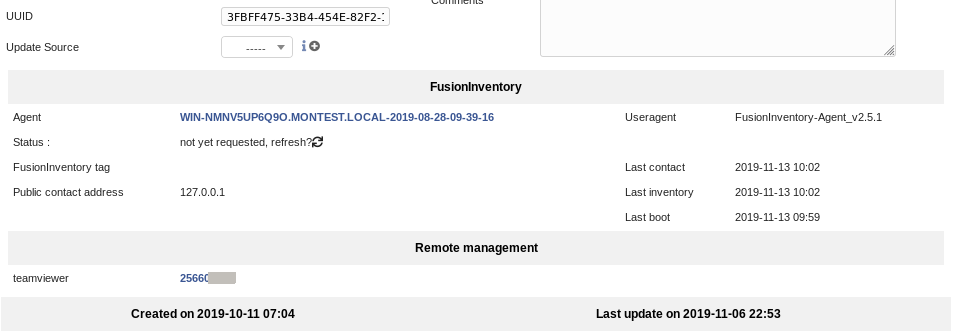 Comments
UUID 3FBFF475-33B4-454E-82F2-
Update Source -----
FusionInventory
Agent WIN-NMNV5UP6Q9O.MONTEST.LOCAL-2019-08-28-09-39-16 Useragent FusionInventory-Agent_v2.5.1
Status : not yet requested, refresh?
FusionInventory tag Last contact 2019-11-13 10:02
Public contact address 127.0.0.1 Last inventory 2019-11-13 10:02
Last boot 2019-11-13 09:59
Remote management
teamviewer 25660
Created on 2019-10-11 07:04 Last update on 2019-11-06 22:53